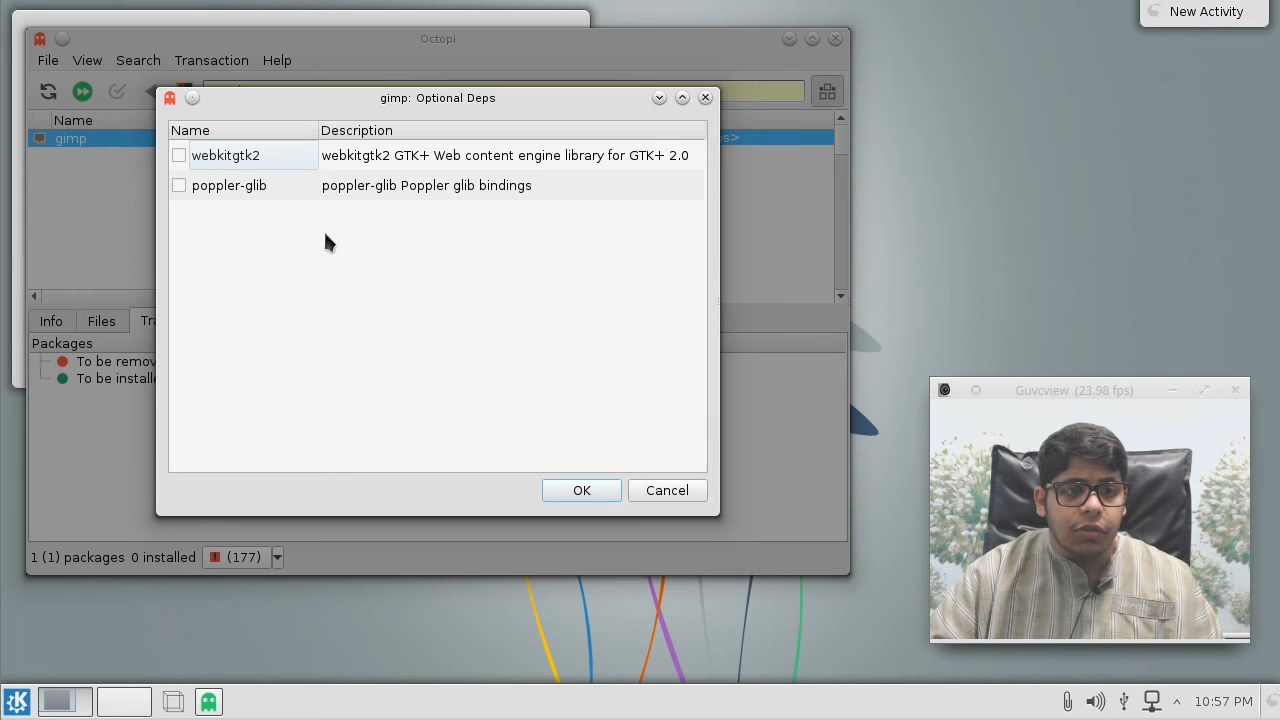 New Activity
Octopi
File View Search Transaction Help
gimp: Optional Deps
Name
gimp
s>
Name Description
webkitgtk2 webkitgtk2 GTK+ Web content engine library for GTK+ 2.0
poppler-glib poppler-glib Poppler glib bindings
Info Files Tra
Packages
To be remov
To be installe
OK Cancel
Guvcview (23.98 fps)
1 (1) packages 0 installed (177)
10:57 PM